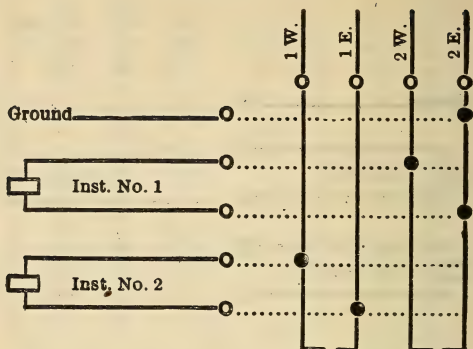 1 W. 1 E. 2 W. 2 E.
Ground
Inst. No. 1
Inst. No. 2